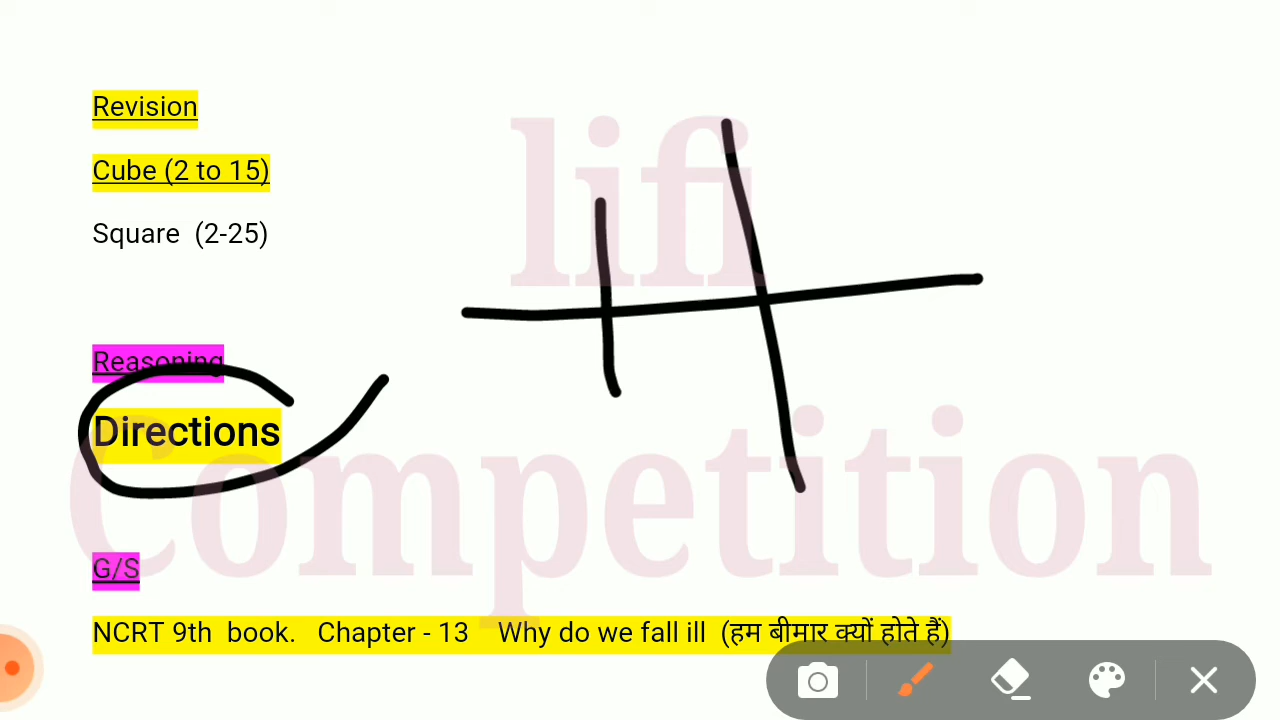 Revision
Cube (2 to 15)
Square (2-25)
Reasoning
Directions
G/S
NCRT 9th book. Chapter - 13 Why do we fall ill (हम बीमार क्यों होते हैं)
lifi
Competition